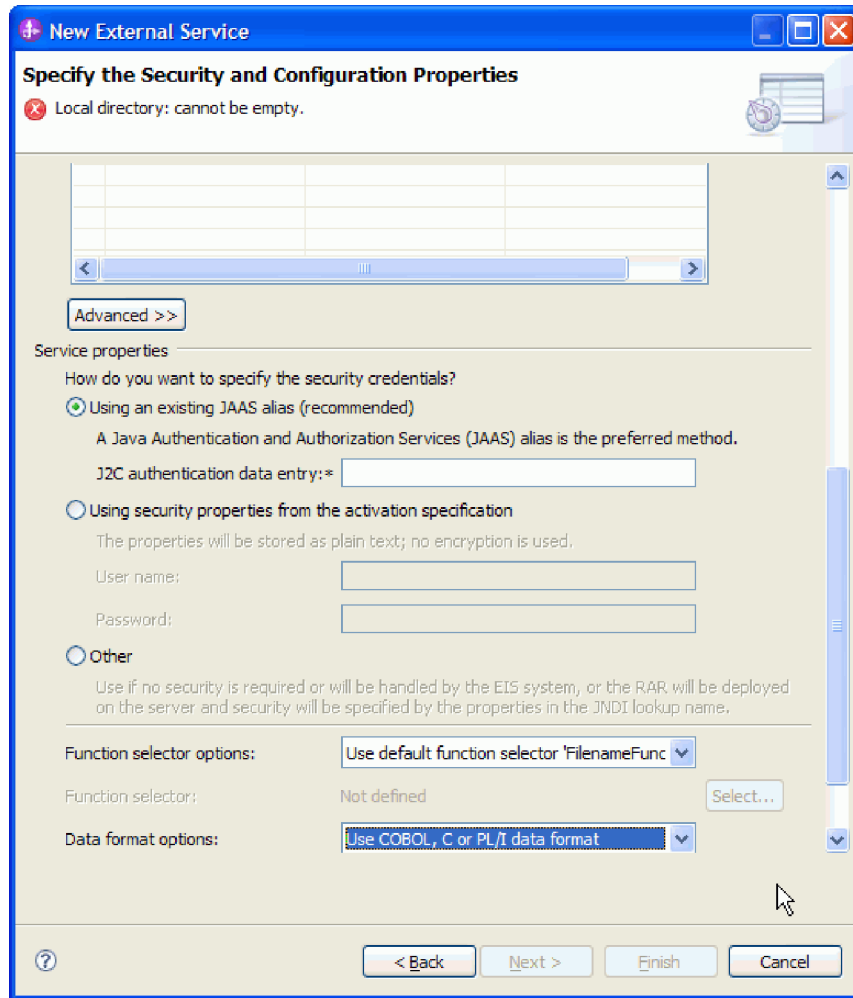 New External Service
Specify the Security and Configuration Properties
Local directory: cannot be empty.
Advanced >>
Service properties
How do you want to specify the security credentials?
Using an existing JAAS alias (recommended)
A Java Authentication and Authorization Services (JAAS) alias is the preferred method.
J2C authentication data entry:*
Using security properties from the activation specification
The properties will be stored as plain text; no encryption is used.
User name:
Password:
Other
Use if no security is required or will be handled by the EIS system, or the RAR will be deployed
on the server and security will be specified by the properties in the JNDI lookup name.
Function selector options: Use default function selector 'FilenameFunc
Function selector: Not defined Select...
Data format options: Use COBOL, C or PL/I data format
? < Back Next > Finish Cancel